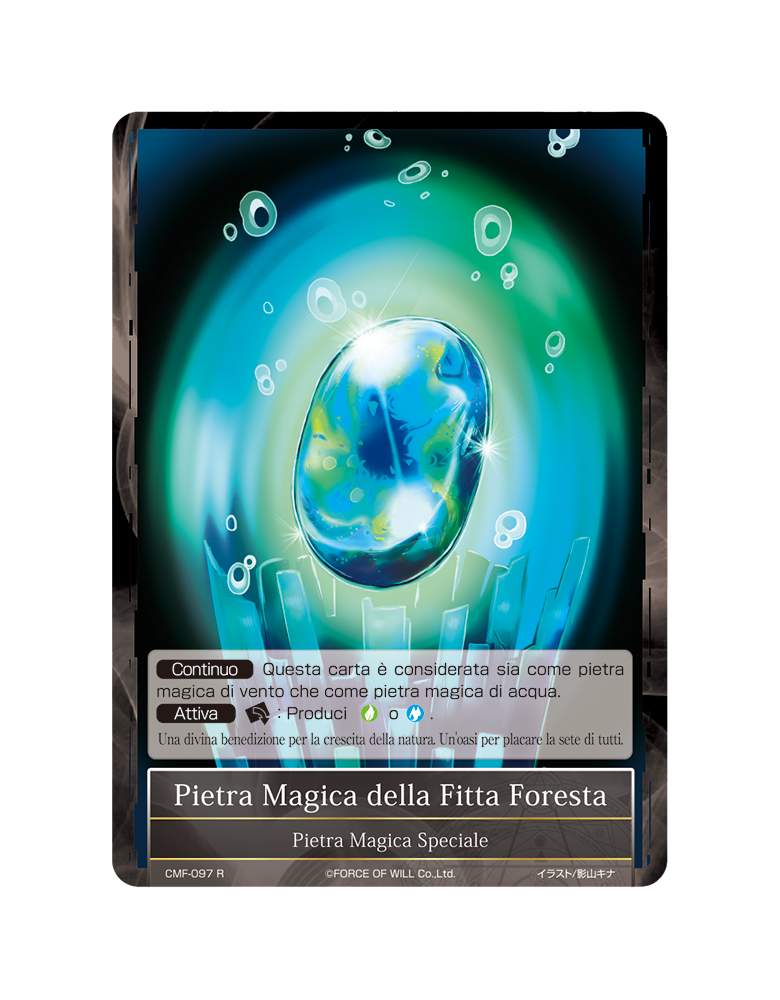 Continuo Questa carta è considerata sia come pietra
magica di vento che come pietra magica di acqua.
Attiva : Produci o .
Una divina benedizione per la crescita della natura. Un'oasi per placare la sete di tutti.
Pietra Magica della Fitta Foresta
Pietra Magica Speciale
CMF-097 R ©FORCE OF WILL Co.,Ltd. イラスト/影山キナ